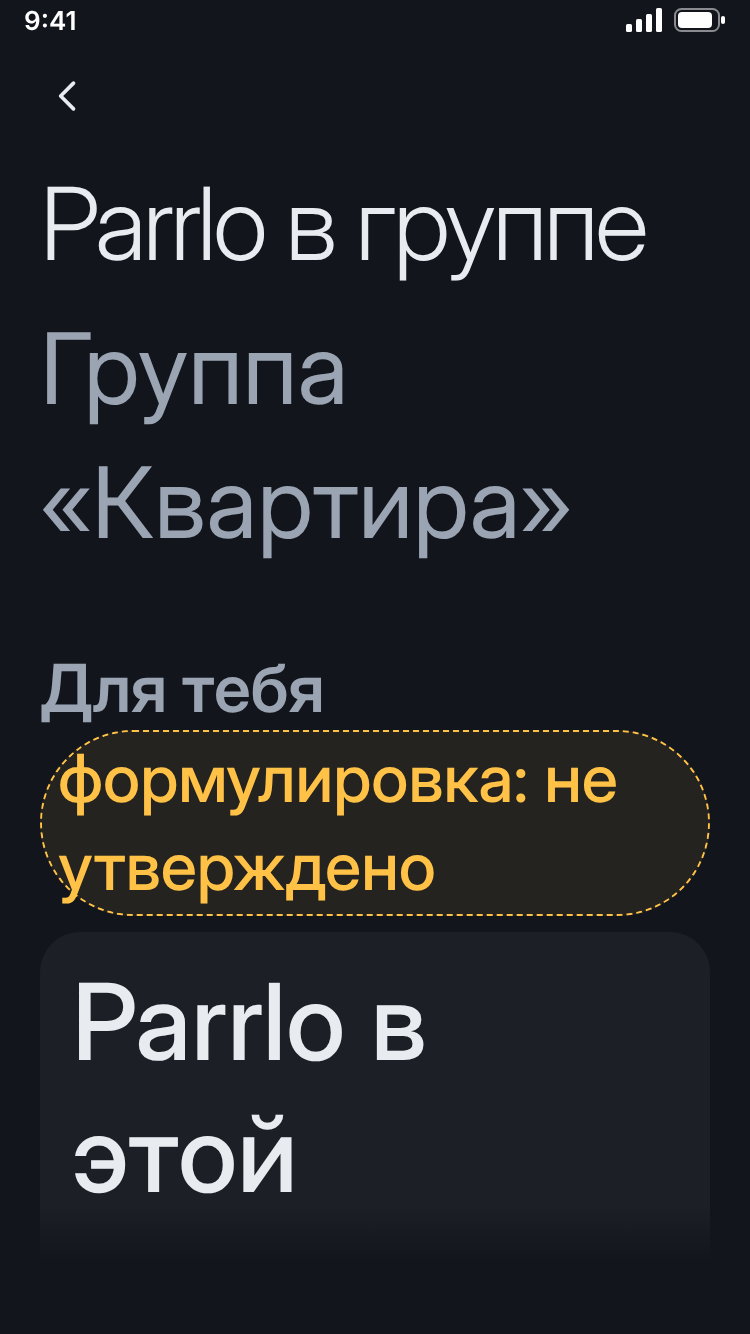 9:41
Parrlo в группе
Группа
«Квартира»
Для тебя
формулировка: не
утверждено
Parrlo в
этой